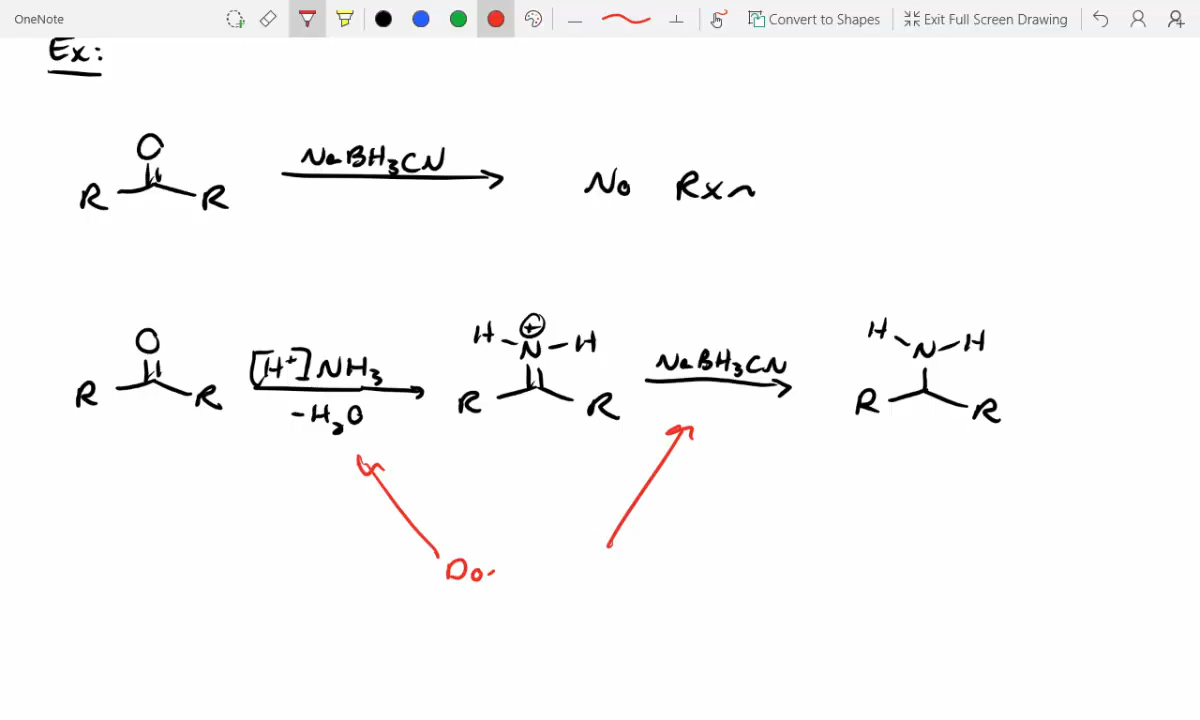 OneNote
Convert to Shapes
Exit Full Screen Drawing
Ex:
O
R R
NaBH3CN
No Rxn
O
R R
[H+] NH3
-H2O
H N + H
R R
NaBH3CN
H N H
R R
Do